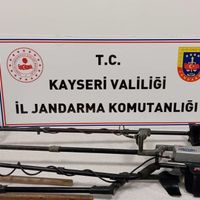 T.C.
KAYSERİ VALİLİĞİ
İL JANDARMA KOMUTANLIĞI